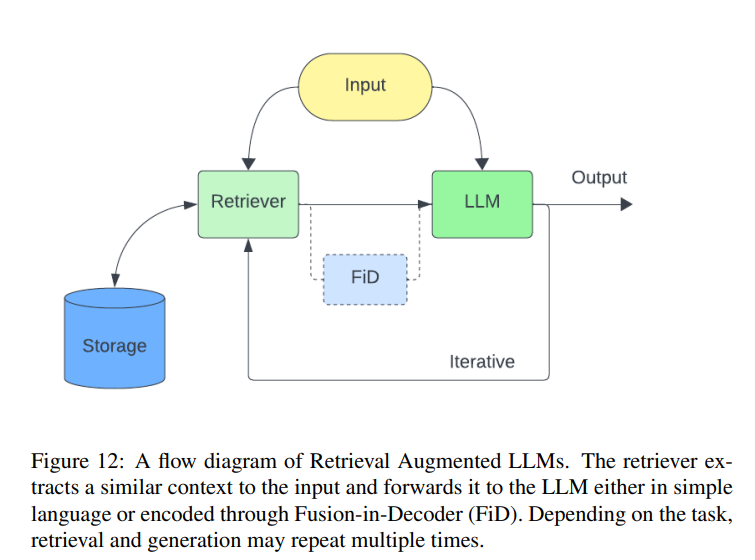 Input
Output
Retriever
LLM
FiD
Storage
Iterative
Figure 12: A flow diagram of Retrieval Augmented LLMs. The retriever ex-
tracts a similar context to the input and forwards it to the LLM either in simple
language or encoded through Fusion-in-Decoder (FiD). Depending on the task,
retrieval and generation may repeat multiple times.